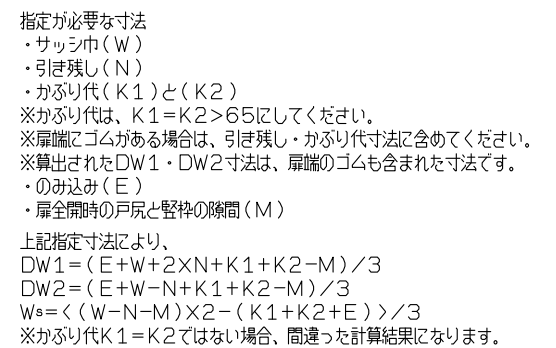 指定が必要な寸法
・サッシ巾(W)
・引き残し(N)
・かぶり代(K1)と(K2)
※かぶり代は、K1=K2>65にしてください。
※扉端にゴムがある場合は、引き残し・かぶり代寸法に含めてください。
※算出されたDW1・DW2寸法は、扉端のゴムも含まれた寸法です。
・のみ込み(E)
・扉全開時の戸尻と竪枠の隙間(M)
上記指定寸法により、
DW1=(E+W+2×N+K1+K2-M)/3
DW2=(E+W-N+K1+K2-M)/3
Ws=<(W-N-M)×2-(K1+K2+E)>/3
※かぶり代K1=K2ではない場合、間違った計算結果になります。